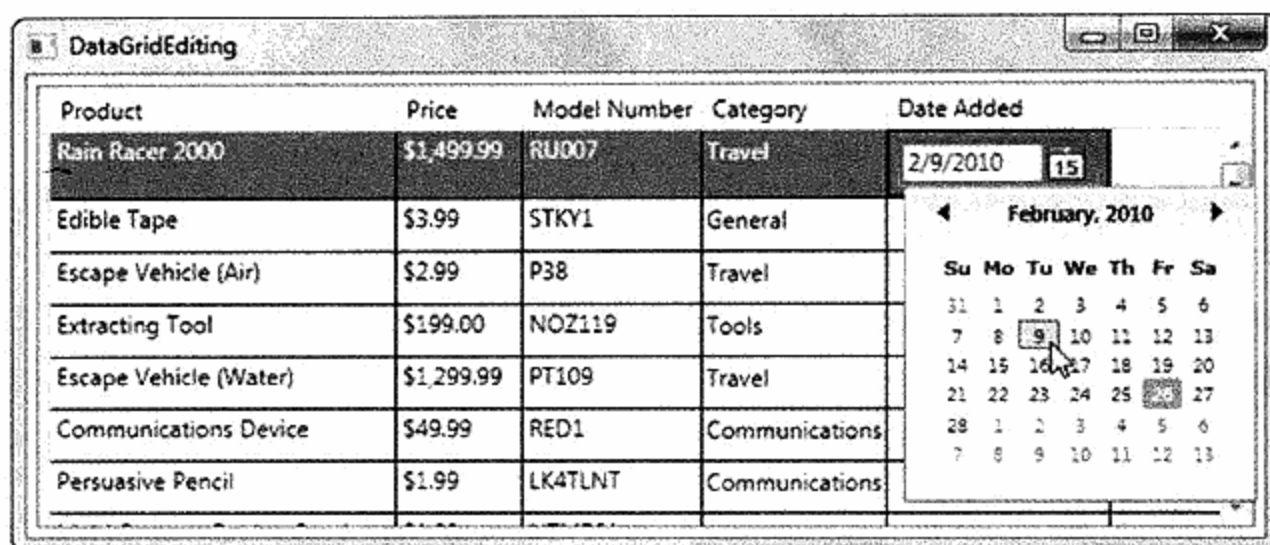 DataGridEditing
Product Price Model Number Category Date Added
Rain Racer 2000 $1,499.99 RU007 Travel 2/9/2010 15
February, 2010
Edible Tape $3.99 STKY1 General
Su Mo Tu We Th Fr Sa
Escape Vehicle (Air) $2.99 P38 Travel
31 1 2 3 4 5 6
Extracting Tool $199.00 NOZ119 Tools
7 8 9 10 11 12 13
14 15 16 17 18 19 20
Escape Vehicle (Water) $1,299.99 PT109 Travel
21 22 23 24 25 26 27
Communications Device $49.99 RED1 Communications
28 1 2 3 4 5 6
7 8 9 10 11 12 13
Persuasive Pencil $1.99 LK4TLNT Communications